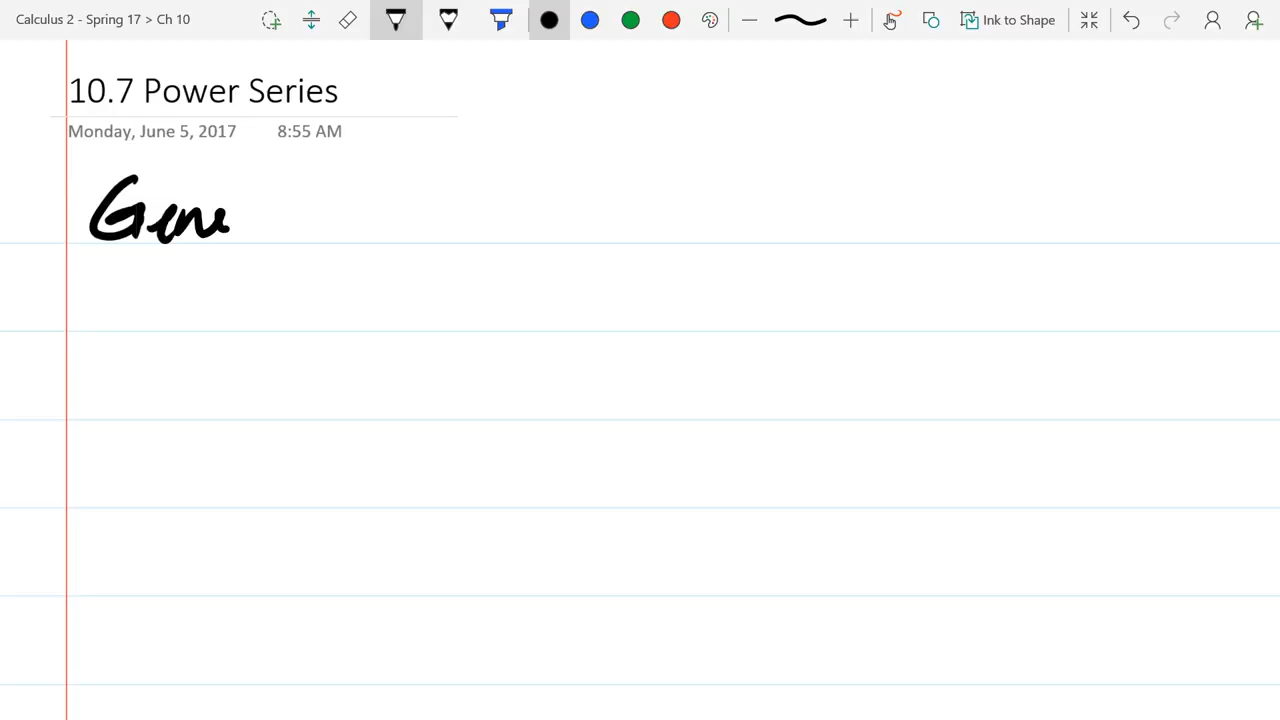 Calculus 2 - Spring 17 > Ch 10
Ink to Shape
10.7 Power Series
Monday, June 5, 2017 8:55 AM
Gene